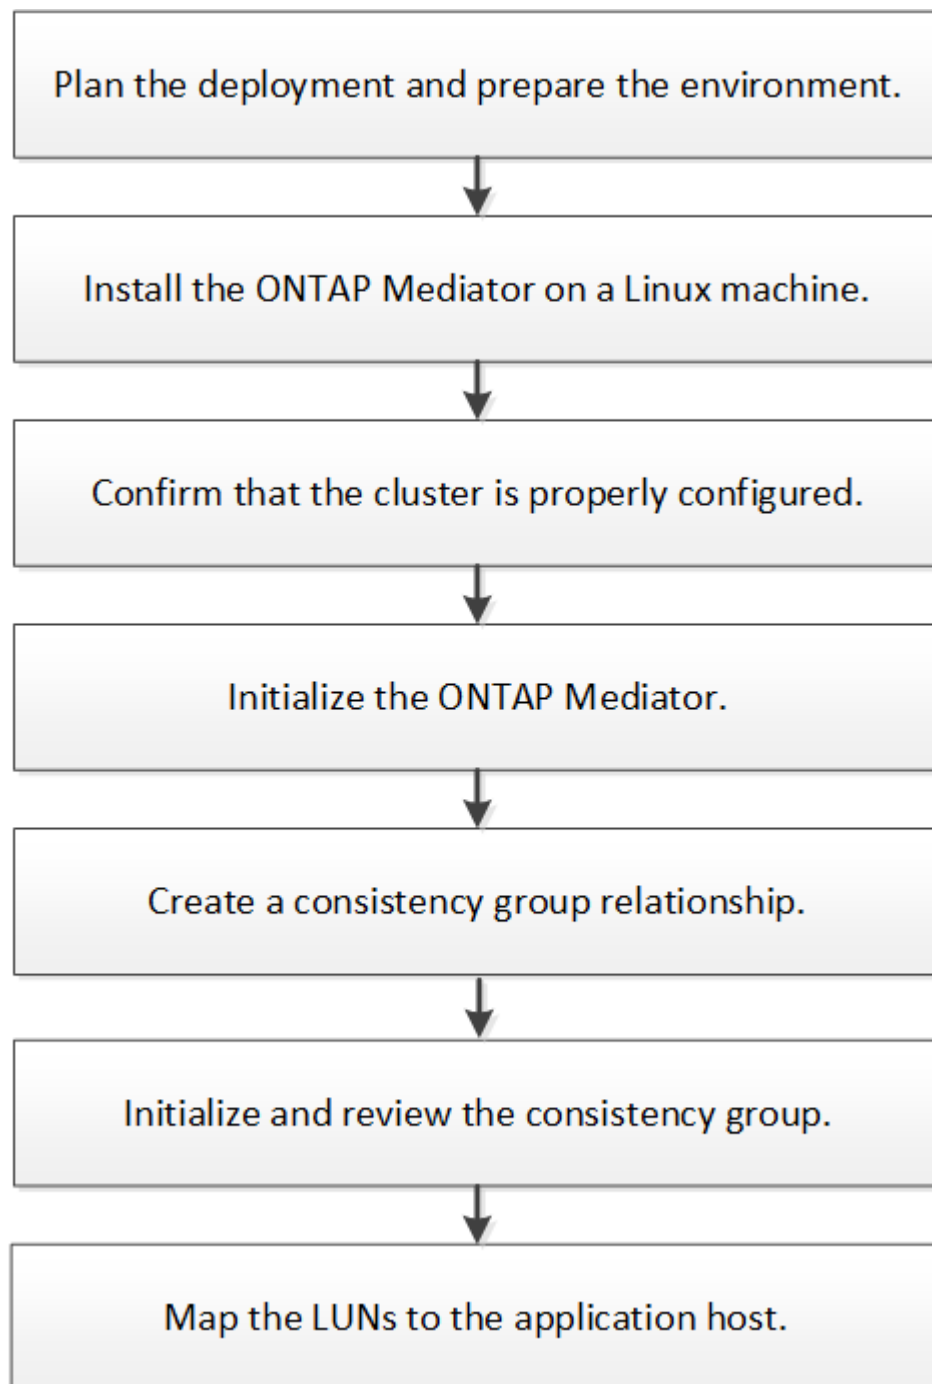 Plan the deployment and prepare the environment.
Install the ONTAP Mediator on a Linux machine.
Confirm that the cluster is properly configured.
Initialize the ONTAP Mediator.
Create a consistency group relationship.
Initialize and review the consistency group.
Map the LUNs to the application host.